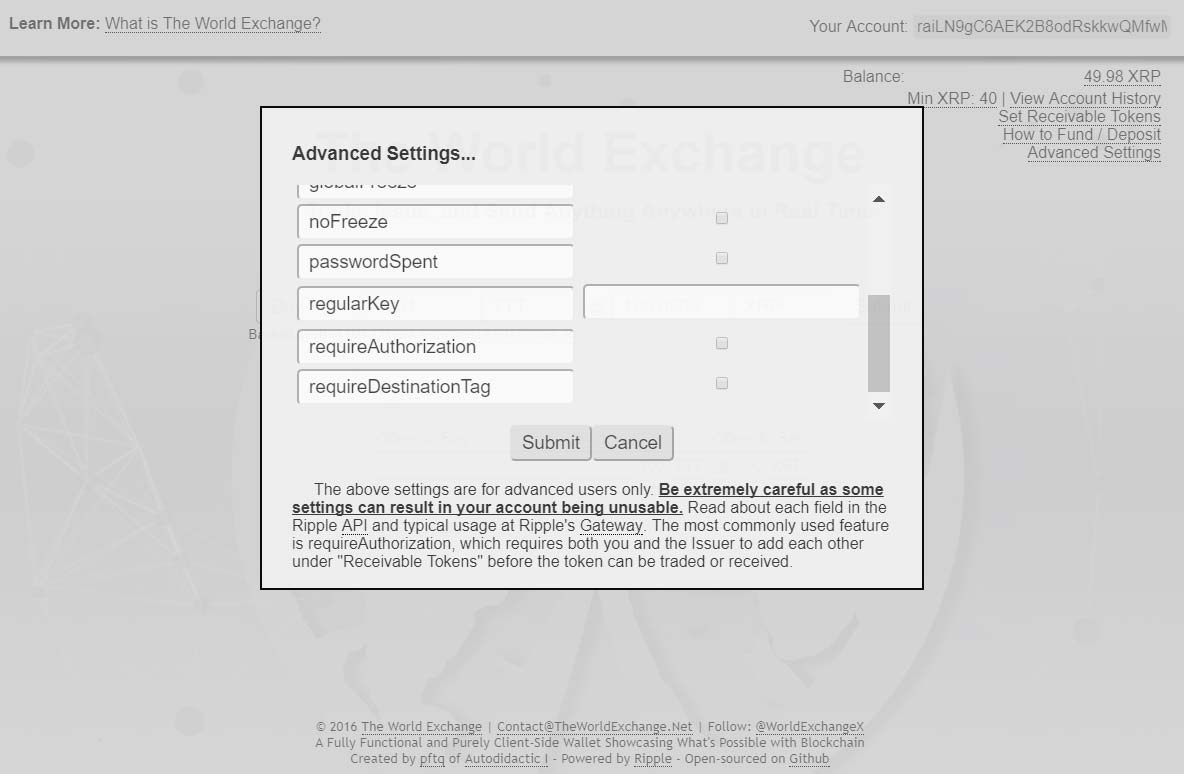 Learn More: What is The World Exchange?
Your Account: raiLN9gC6AEK2B8odRskkwQMfwM
Balance: 49.98 XRP
Min XRP: 40 | View Account History
Set Receivable Tokens
How to Fund / Deposit
Advanced Settings
The World Exchange
Advanced Settings...
globalFreeze
noFreeze
passwordSpent
regularKey
requireAuthorization
requireDestinationTag
Submit Cancel
The above settings are for advanced users only. Be extremely careful as some
settings can result in your account being unusable. Read about each field in the
Ripple API and typical usage at Ripple's Gateway. The most commonly used feature
is requireAuthorization, which requires both you and the Issuer to add each other
under "Receivable Tokens" before the token can be traded or received.
© 2016 The World Exchange | Contact@TheWorldExchange.Net | Follow: @WorldExchangeX
A Fully Functional and Purely Client-Side Wallet Showcasing What's Possible with Blockchain
Created by pftq of Autodidactic I - Powered by Ripple - Open-sourced on Github